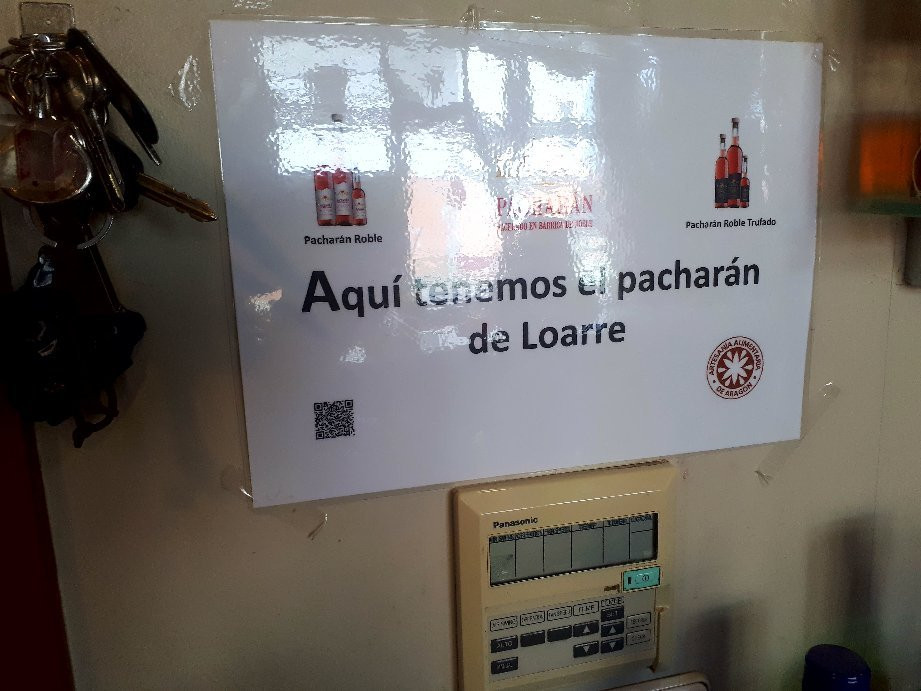 PACHARÁN
Pacharán Roble
Pacharán Roble Trufado
Aquí tenemos el pacharán
de Loarre
ARTESANÍA ALIMENTARIA
DE ARAGÓN
Panasonic